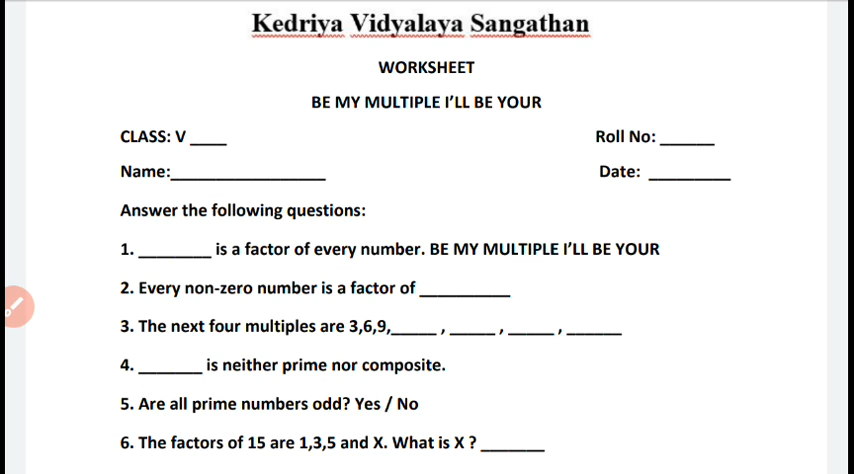 Kedriya Vidyalaya Sangathan
WORKSHEET
BE MY MULTIPLE I’LL BE YOUR
CLASS: V ____ Roll No: ______
Name:_________________ Date: _________
Answer the following questions:
1. ________ is a factor of every number. BE MY MULTIPLE I’LL BE YOUR
2. Every non-zero number is a factor of __________
3. The next four multiples are 3,6,9,_____ , _____ , _____ , ______
4. _______ is neither prime nor composite.
5. Are all prime numbers odd? Yes / No
6. The factors of 15 are 1,3,5 and X. What is X ? _______